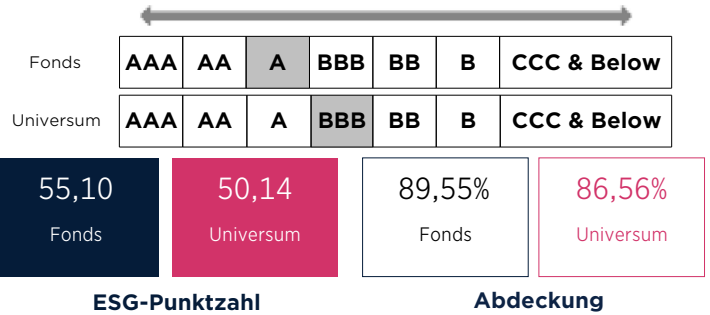 Fonds AAA AA A BBB BB B CCC & Below
Universum AAA AA A BBB BB B CCC & Below
55,10 50,14 89,55% 86,56%
Fonds Universum Fonds Universum
ESG-Punktzahl Abdeckung